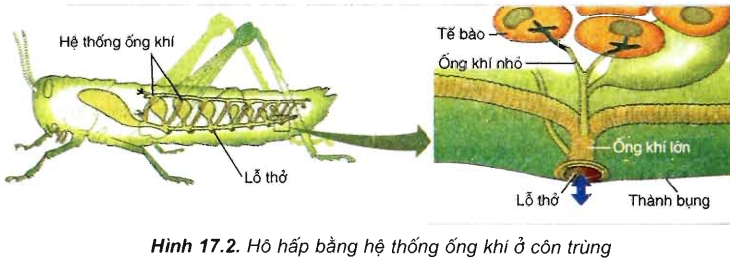 Hệ thống ống khí
Lỗ thở
Tế bào
Ống khí nhỏ
Ống khí lớn
Lỗ thở
Thành bụng
Hình 17.2. Hô hấp bằng hệ thống ống khí ở côn trùng